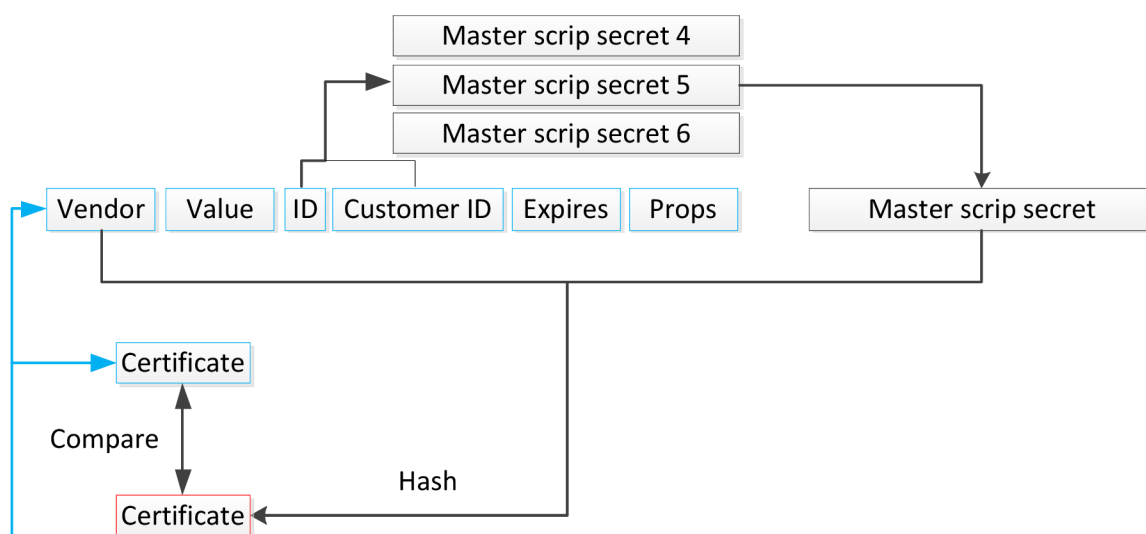 Master scrip secret 4
Master scrip secret 5
Master scrip secret 6
Vendor Value ID Customer ID Expires Props Master scrip secret
Certificate
Compare
Hash
Certificate